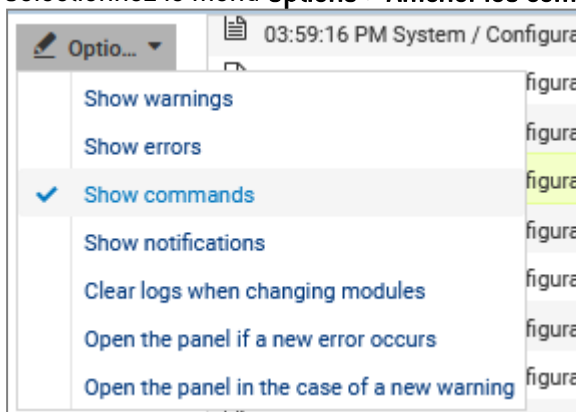 Options
Optio...
03:59:16 PM System / Configura
figura
Show warnings
Show errors
figura
Show commands
figura
Show notifications
figura
Clear logs when changing modules
figura
Open the panel if a new error occurs
figura
Open the panel in the case of a new warning
figura